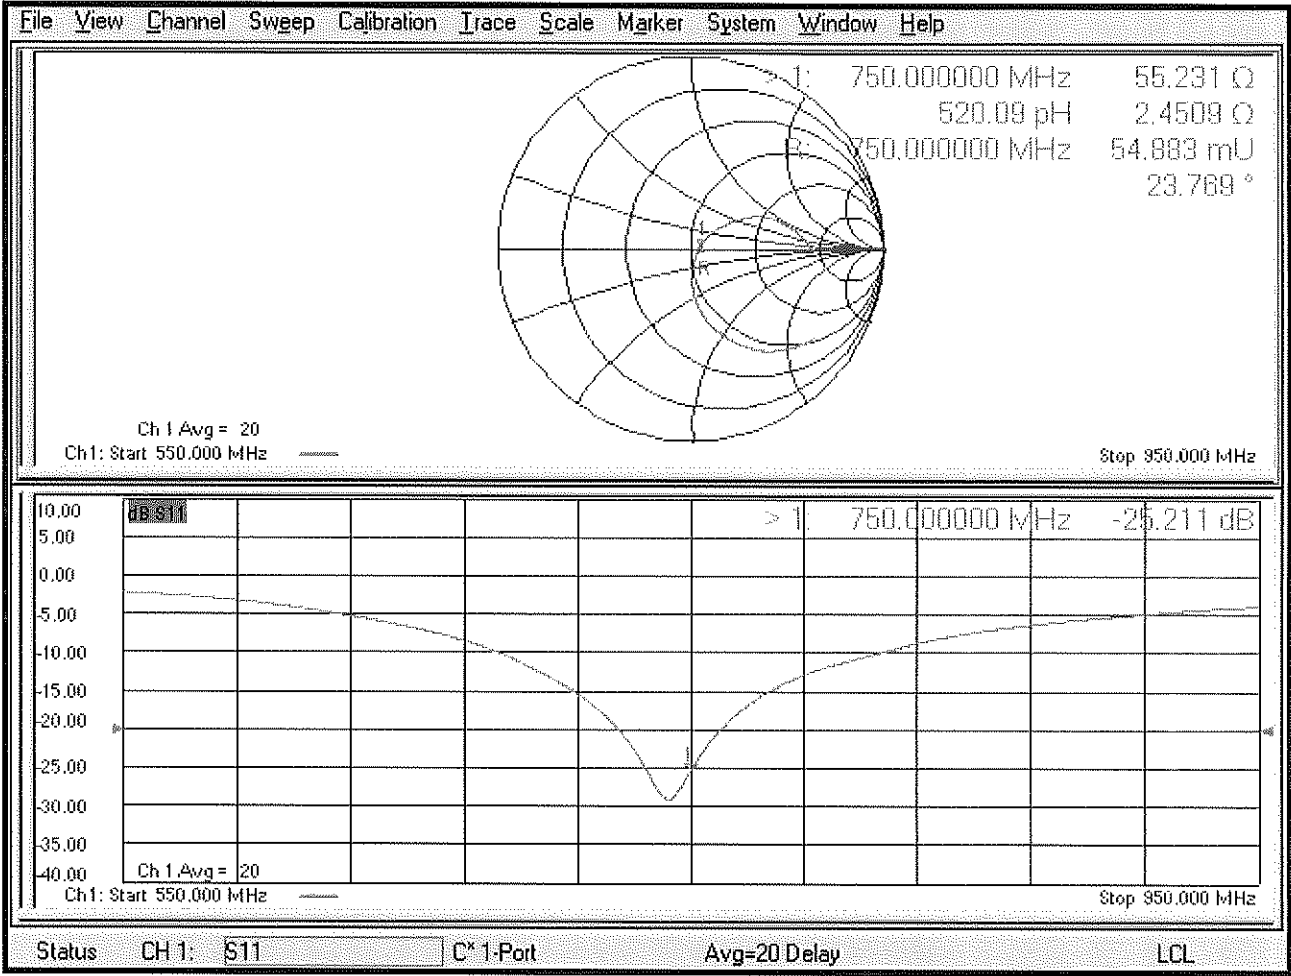 File View Channel Sweep Calibration Trace Scale Marker System Window Help
> 1: 750.000000 MHz 55.231 Ω
520.09 pH 2.4509 Ω
750.000000 MHz 54.883 mU
23.769 °
Ch 1 Avg = 20
Ch1: Start 550.000 MHz
Stop 950.000 MHz
10.00
dB S11
> 1: 750.000000 MHz -25.211 dB
5.00
0.00
-5.00
-10.00
-15.00
-20.00
-25.00
-30.00
-35.00
-40.00
Ch 1 Avg = 20
Ch1: Start 550.000 MHz
Stop 950.000 MHz
Status CH 1: S11 C* 1-Port Avg=20 Delay LCL